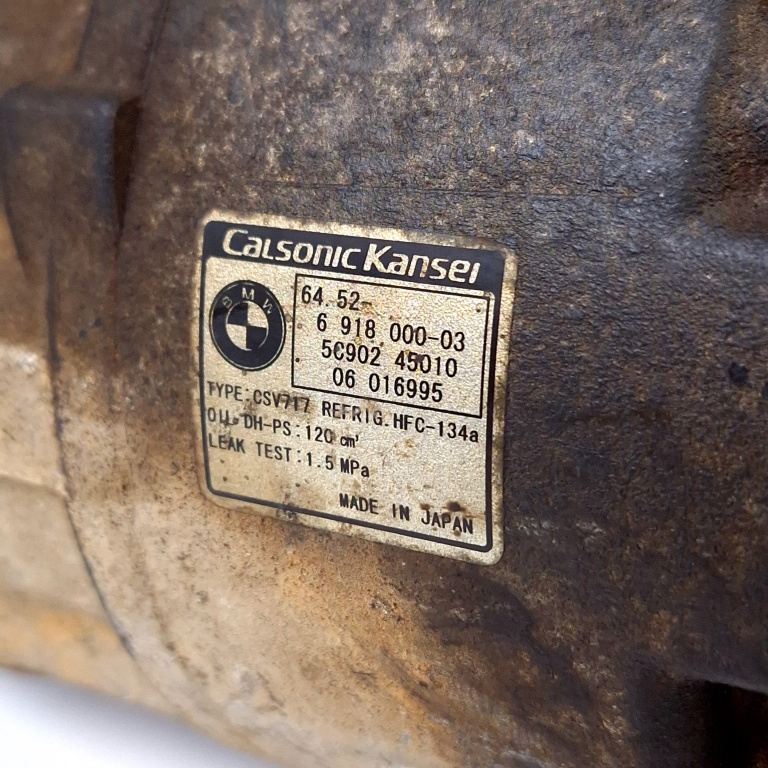 CALSONIC KANSEI
BMW
64.52-
6 918 000-03
5C902 45010
06 016995
TYPE:CSV717 REFRIG.HFC-134a
OIL DH-PS:120 cm³
LEAK TEST:1.5 MPa
MADE IN JAPAN